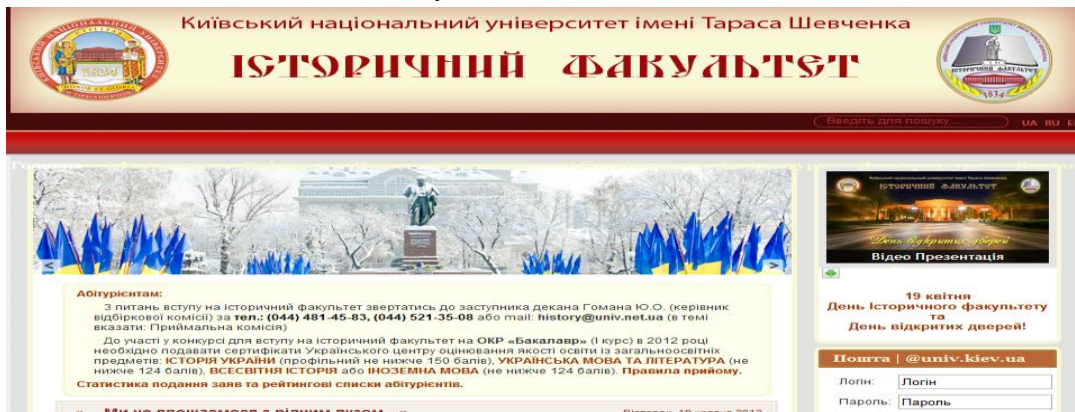 Київський національний університет імені Тараса Шевченка
ІСТОРИЧНИЙ ФАКУЛЬТЕТ
Введіть для пошуку...
UA RU
Абітурієнтам:
З питань вступу на історичний факультет звертатись до заступника декана Гомана Ю.О. (керівник
відбіркової комісії) за тел.: (044) 481-45-83, (044) 521-35-08 або mail: history@univ.net.ua (в темі
вказати: Приймальна комісія)
До участі у конкурсі для вступу на історичний факультет на ОКР «Бакалавр» (І курс) в 2012 році
необхідно подавати сертифікати Українського центру оцінювання якості освіти із загальноосвітніх
предметів: ІСТОРІЯ УКРАЇНИ (профільний не нижче 150 балів), УКРАЇНСЬКА МОВА ТА ЛІТЕРАТУРА (не
нижче 124 балів), ВСЕСВІТНЯ ІСТОРІЯ або ІНОЗЕМНА МОВА (не нижче 124 балів). Правила прийому.
Статистика подання заяв та рейтингові списки абітурієнтів.
ІСТОРИЧНИЙ ФАКУЛЬТЕТ
День відкритих дверей
Відео Презентація
19 квітня
День Історичного факультету
та
День відкритих дверей!
Пошта | @univ.kiev.ua
Логін: Логін
Пароль: Пароль